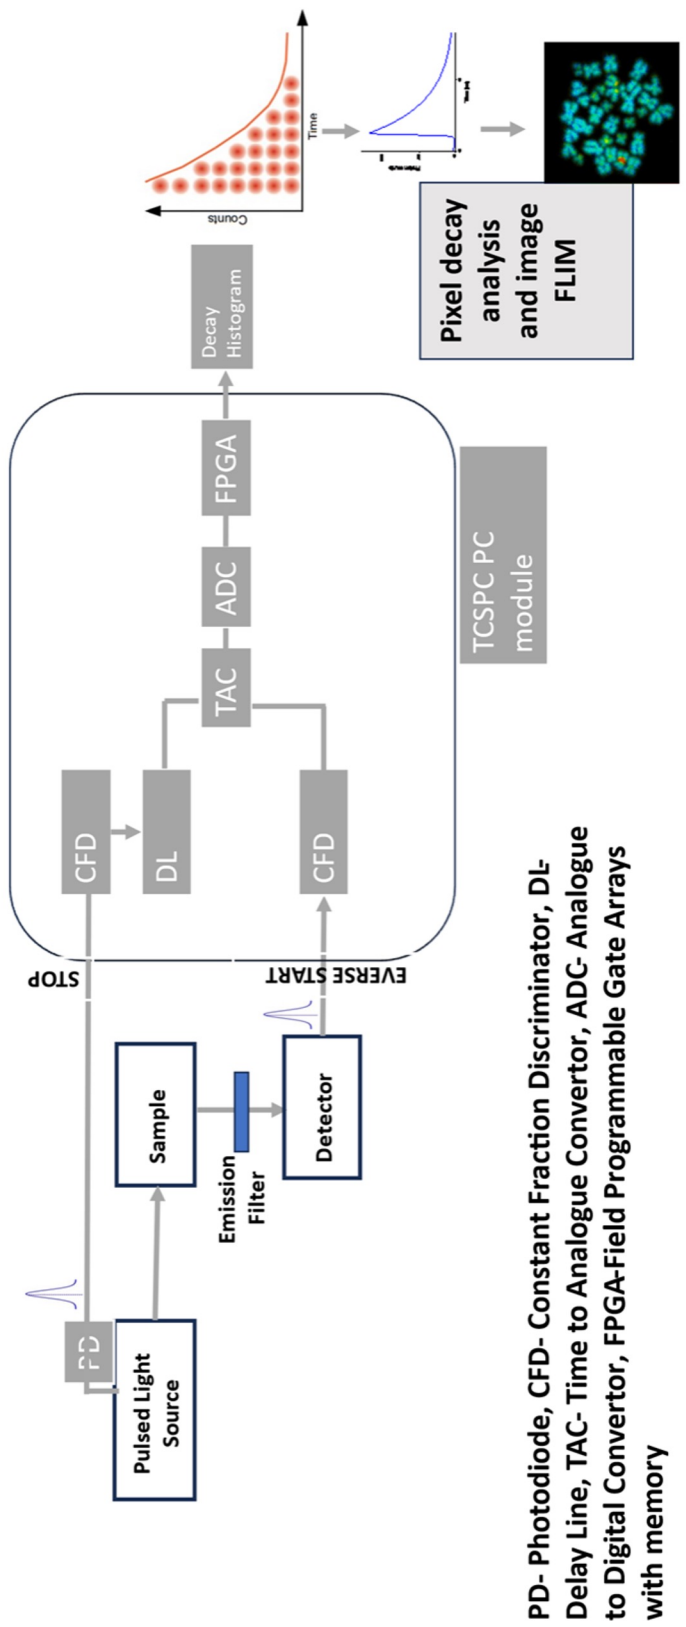 Pulsed Light
Source
PD
Sample
Emission
Filter
Detector
STOP
EVERSE START
CFD
DL
CFD
TAC
ADC
FPGA
TCSPC PC
module
Decay
Histogram
Counts
Time
Pixel decay
analysis
and image
FLIM
PD- Photodiode, CFD- Constant Fraction Discriminator, DL-
Delay Line, TAC- Time to Analogue Convertor, ADC- Analogue
to Digital Convertor, FPGA-Field Programmable Gate Arrays
with memory